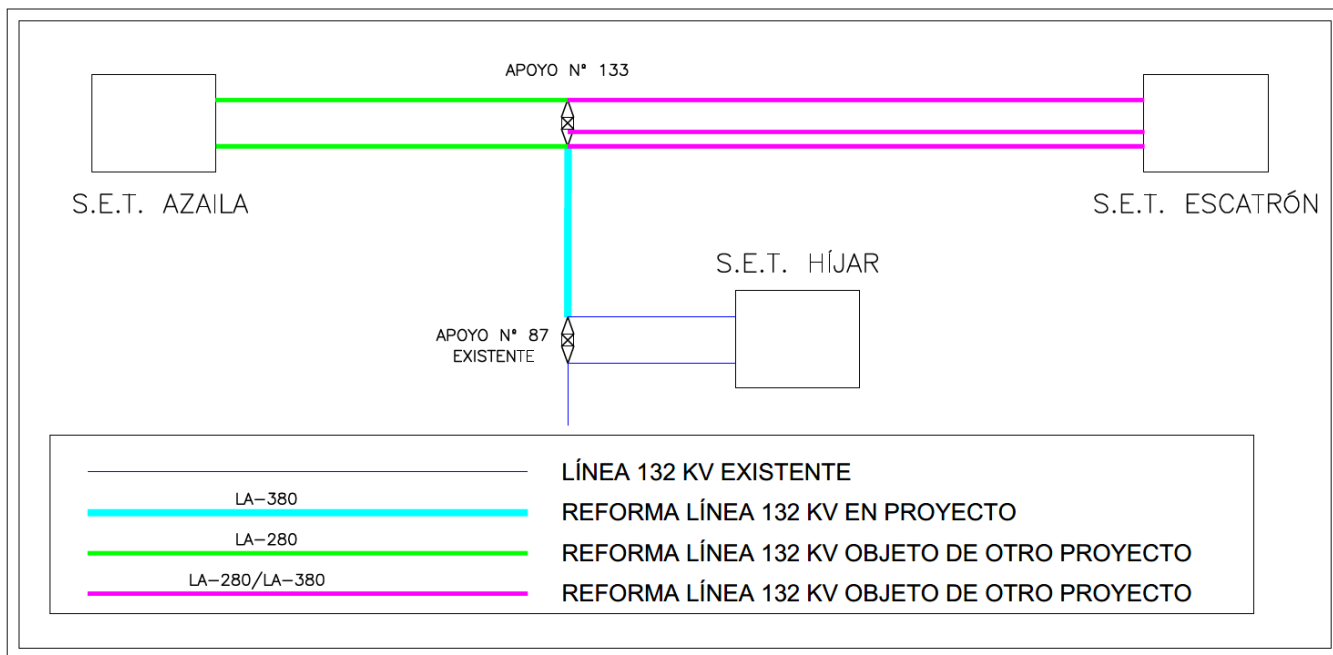 APOYO Nº 133
S.E.T. AZAILA
S.E.T. ESCATRÓN
S.E.T. HÍJAR
APOYO Nº 87
EXISTENTE
LÍNEA 132 KV EXISTENTE
LA-380
REFORMA LÍNEA 132 KV EN PROYECTO
LA-280
REFORMA LÍNEA 132 KV OBJETO DE OTRO PROYECTO
LA-280/LA-380
REFORMA LÍNEA 132 KV OBJETO DE OTRO PROYECTO